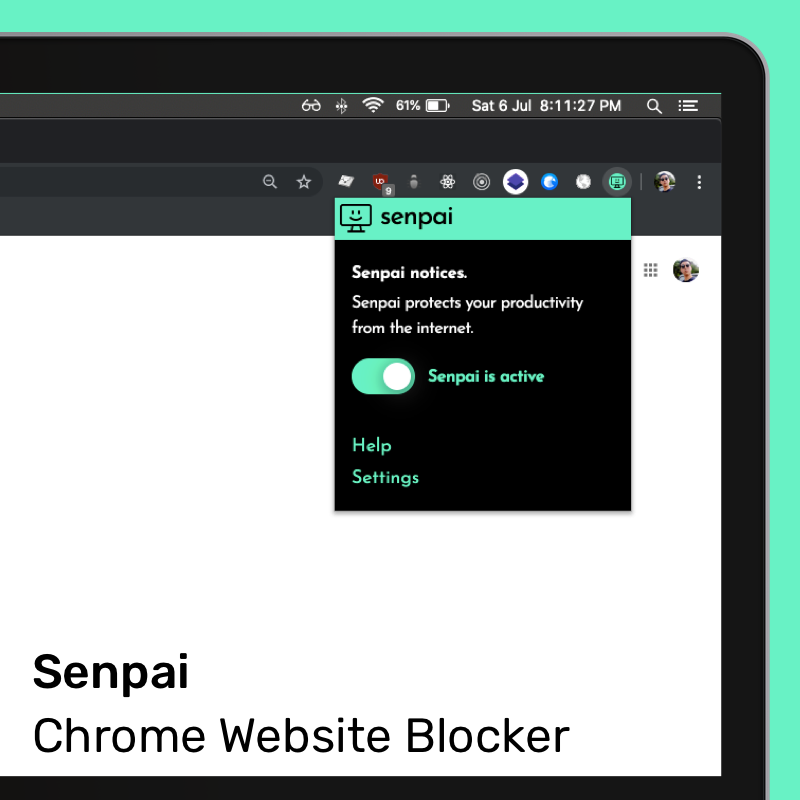 61% Sat 6 Jul 8:11:27 PM
9
senpai
Senpai notices.
Senpai protects your productivity
from the internet.
Senpai is active
Help
Settings
Senpai
Chrome Website Blocker